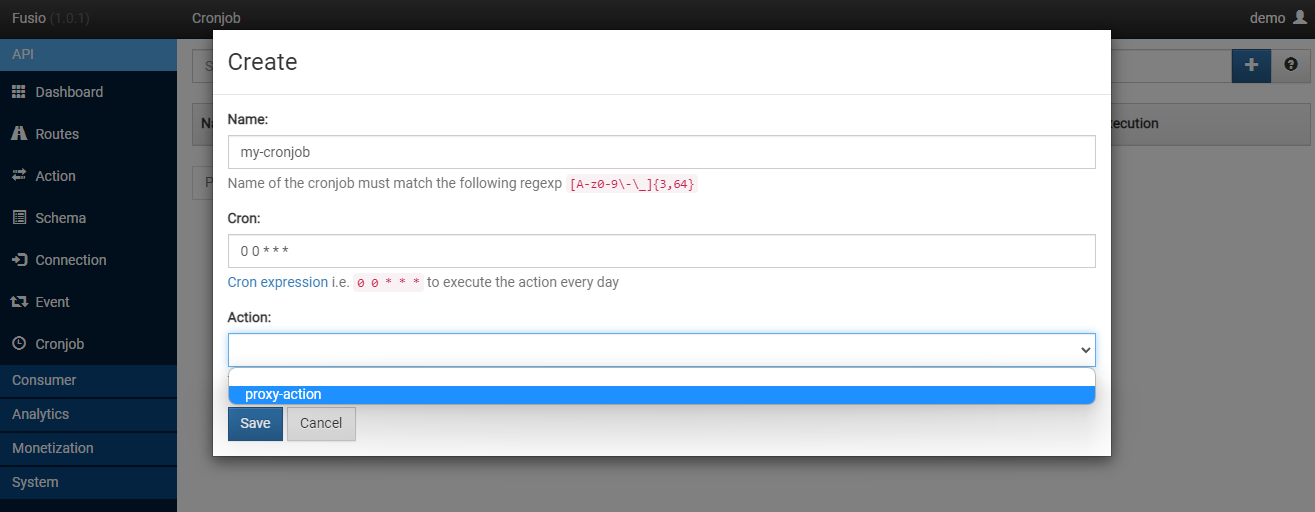 Fusio (1.0.1) Cronjob demo
API
Dashboard
Routes
Action
Schema
Connection
Event
Cronjob
Consumer
Analytics
Monetization
System
Create
Name:
my-cronjob
Name of the cronjob must match the following regexp [A-z0-9\-\_]{3,64}
Cron:
0 0 * * *
Cron expression i.e. 0 0 * * * to execute the action every day
Action:
proxy-action
Save Cancel